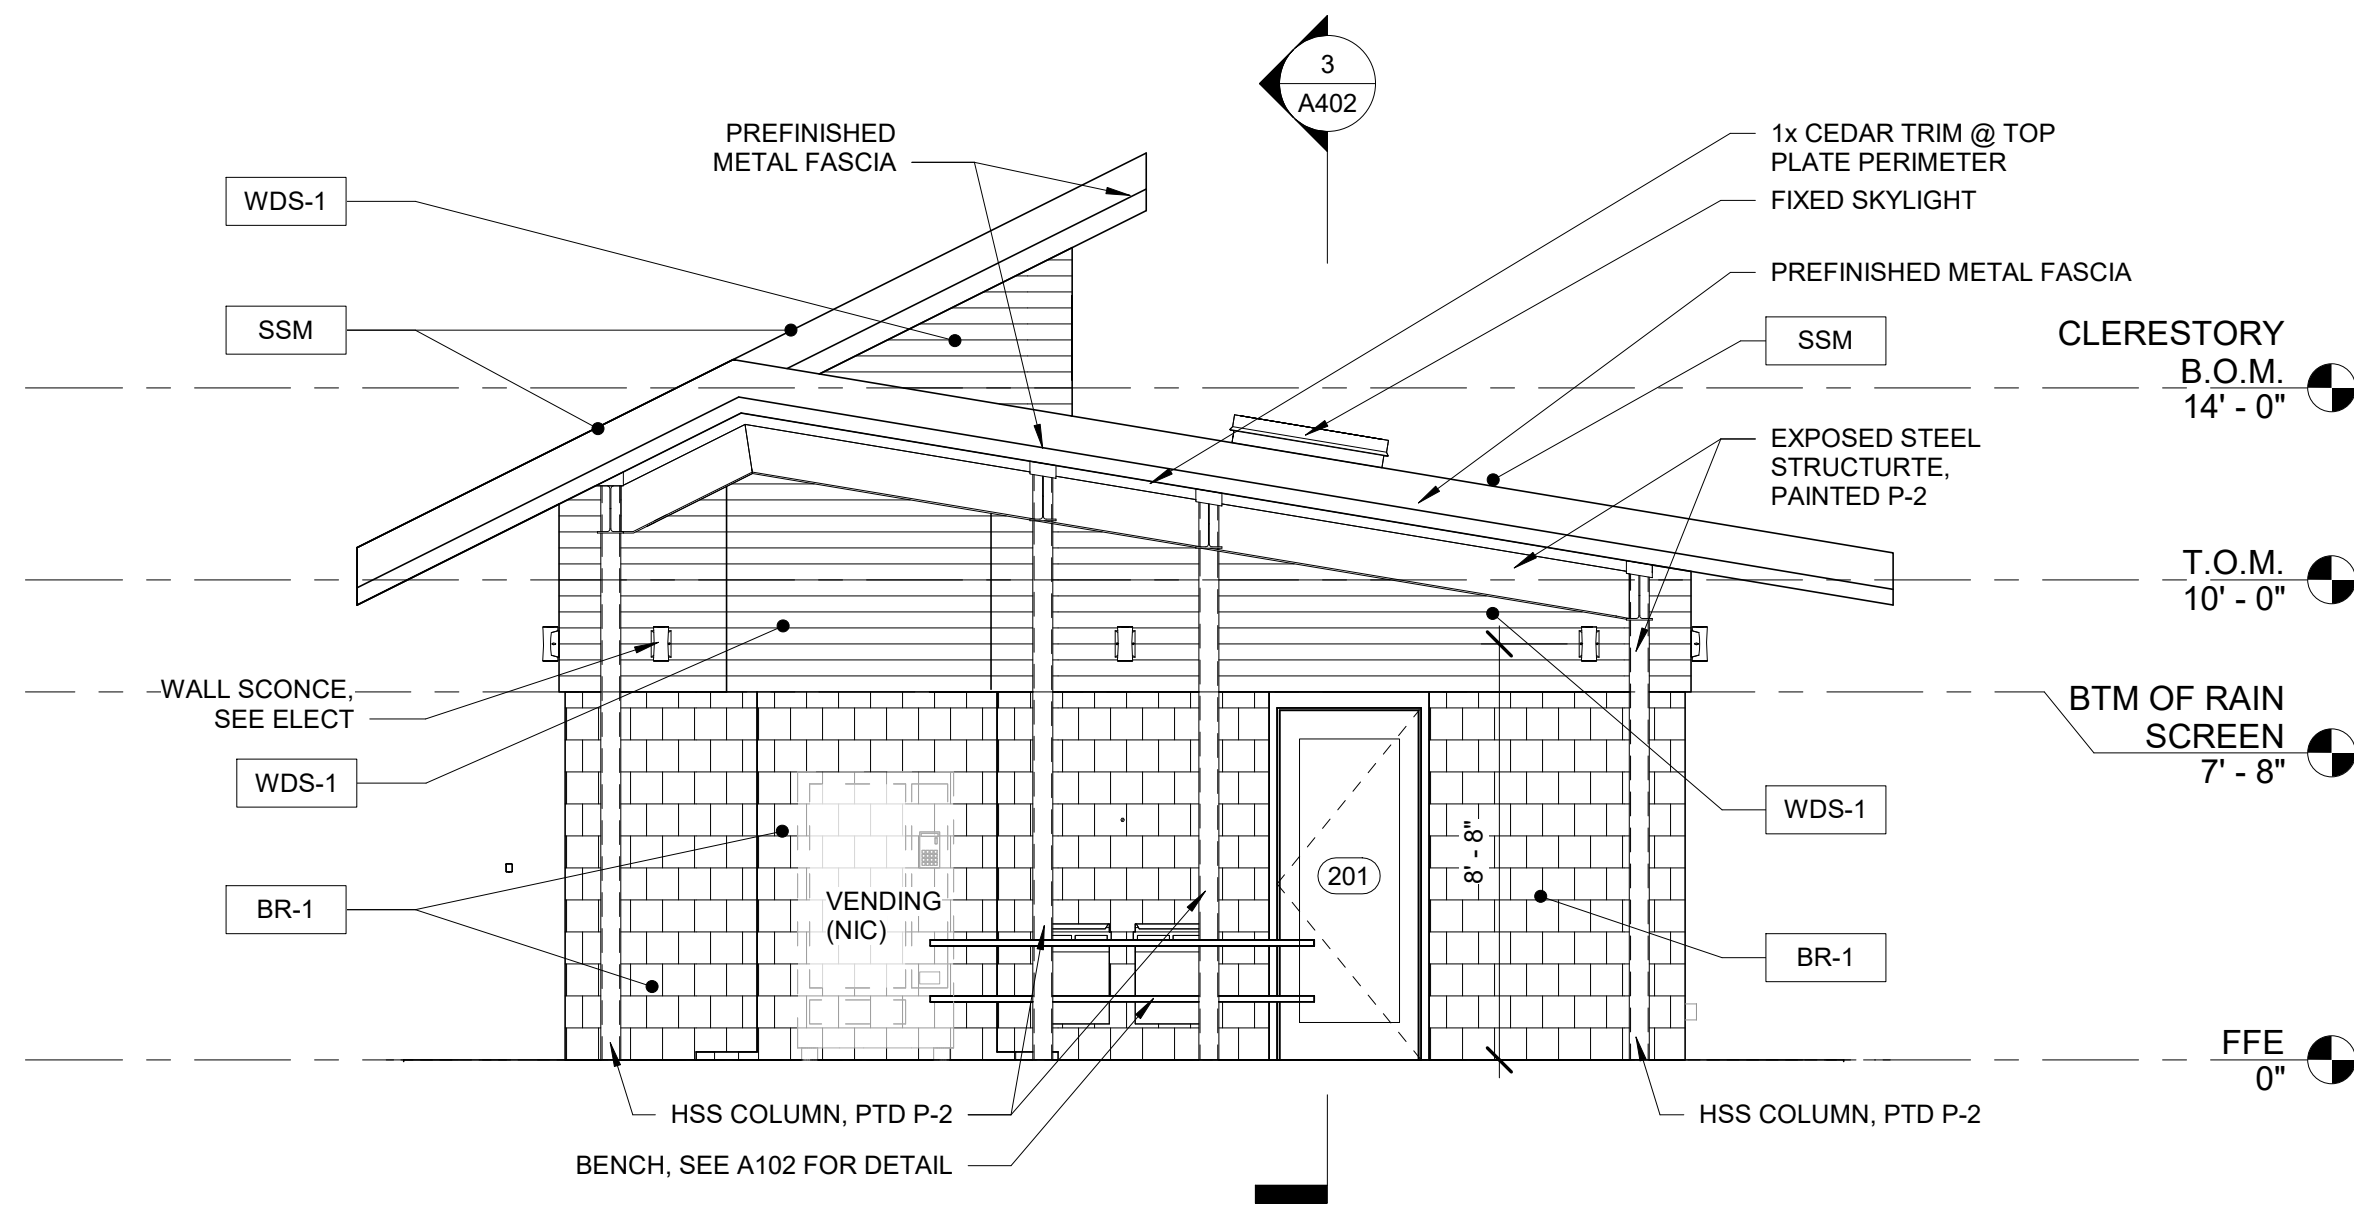 3
A402
PREFINISHED
METAL FASCIA
1x CEDAR TRIM @ TOP
PLATE PERIMETER
WDS-1
FIXED SKYLIGHT
PREFINISHED METAL FASCIA
SSM
SSM
CLERESTORY
B.O.M.
14' - 0"
EXPOSED STEEL
STRUCTURTE,
PAINTED P-2
T.O.M.
10' - 0"
WALL SCONCE,
SEE ELECT
BTM OF RAIN
SCREEN
7' - 8"
WDS-1
WDS-1
8' - 8"
201
BR-1
VENDING
(NIC)
BR-1
FFE
0"
HSS COLUMN, PTD P-2
HSS COLUMN, PTD P-2
BENCH, SEE A102 FOR DETAIL